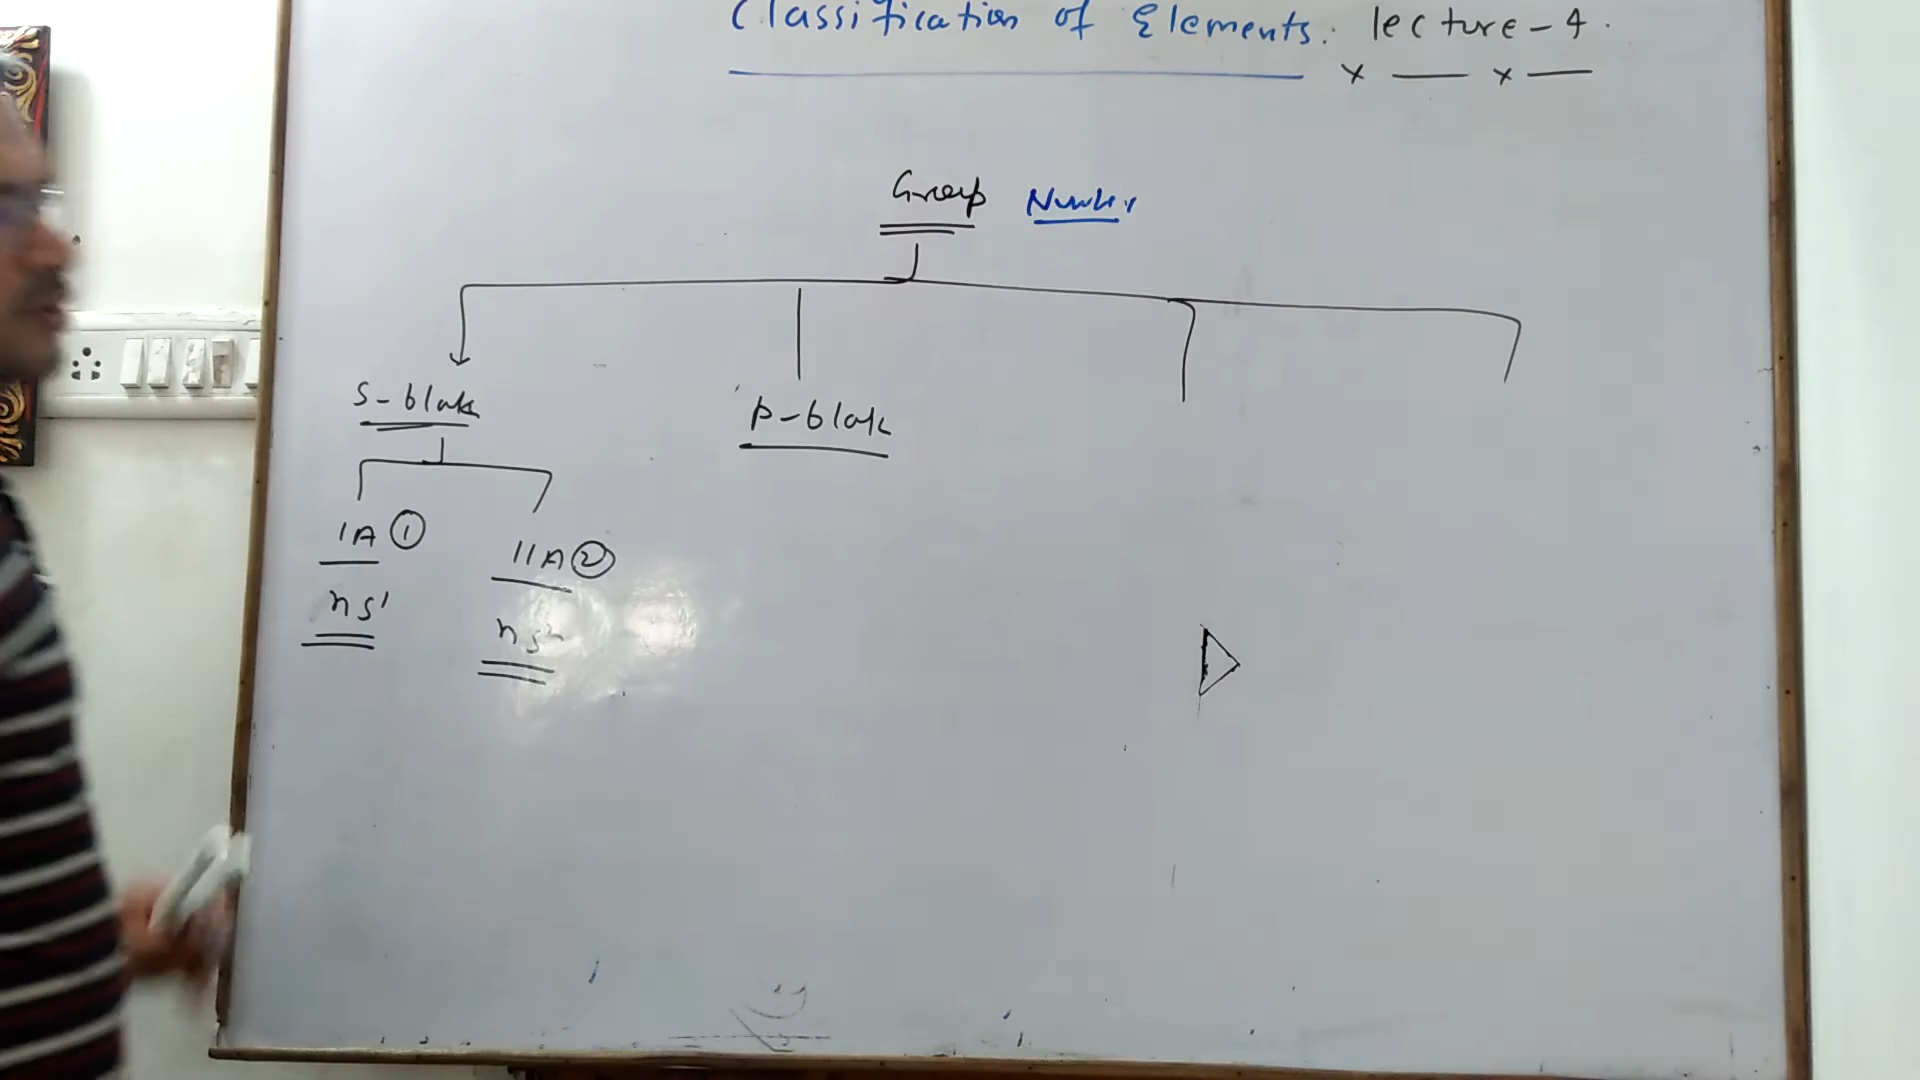 Classification of Elements. lecture-4.
Group Number
S-block
P-block
IA ①
IIA ②
ns¹
ns²